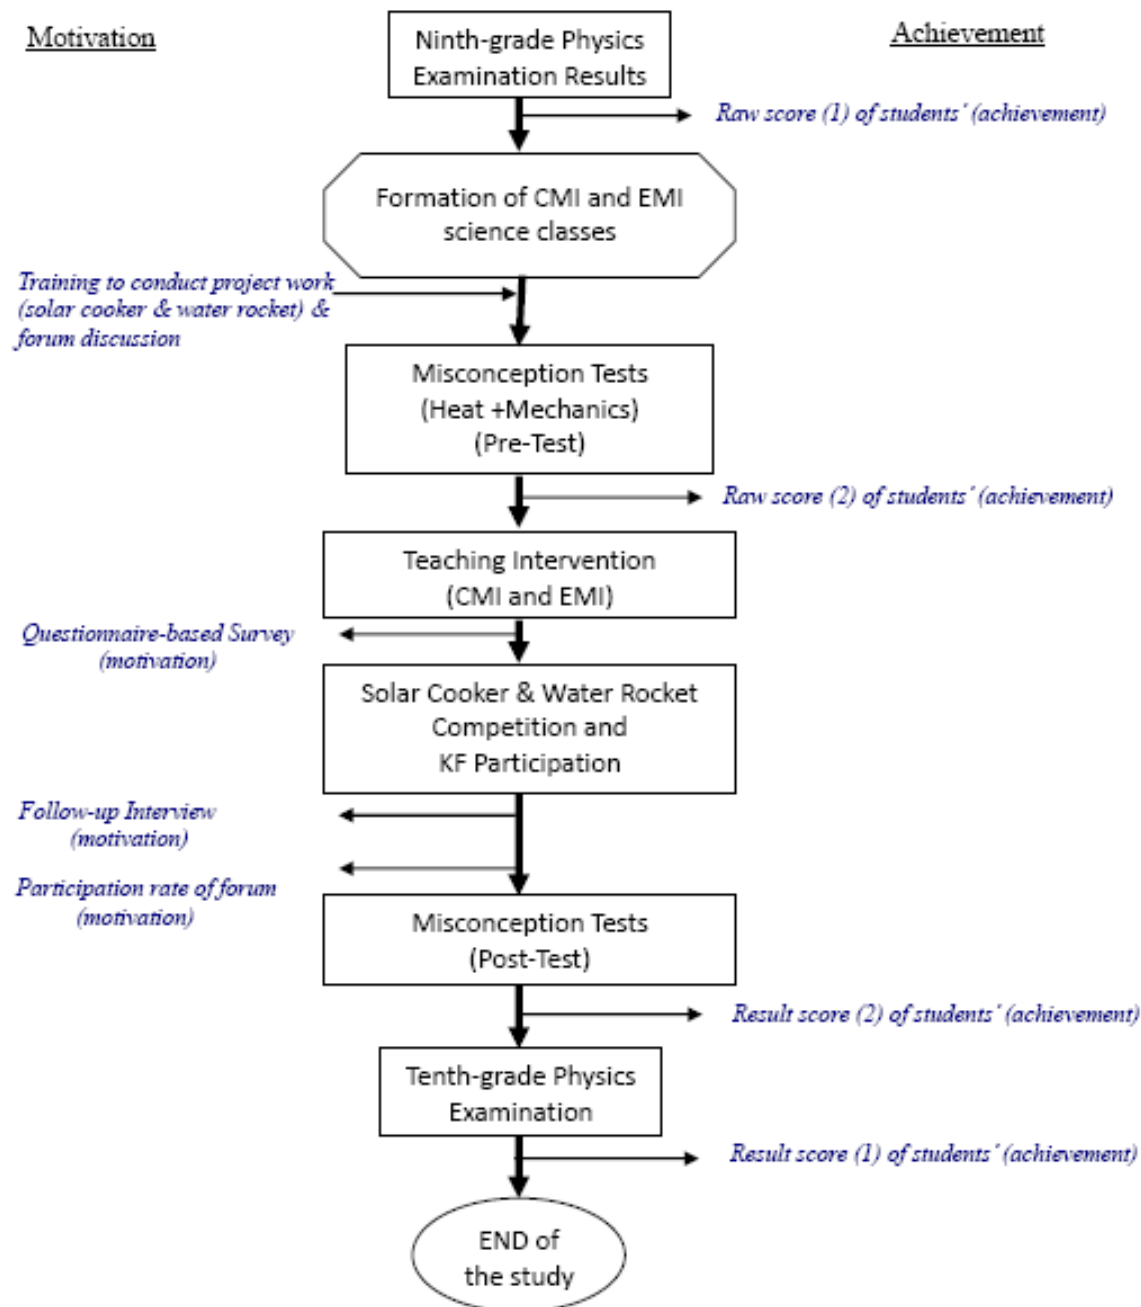 Motivation
Achievement
Ninth-grade Physics
Examination Results
Raw score (1) of students´ (achievement)
Formation of CMI and EMI
science classes
Training to conduct project work
(solar cooker & water rocket) &
forum discussion
Misconception Tests
(Heat +Mechanics)
(Pre-Test)
Raw score (2) of students´ (achievement)
Teaching Intervention
(CMI and EMI)
Questionnaire-based Survey
(motivation)
Solar Cooker & Water Rocket
Competition and
KF Participation
Follow-up Interview
(motivation)
Participation rate of forum
(motivation)
Misconception Tests
(Post-Test)
Result score (2) of students´ (achievement)
Tenth-grade Physics
Examination
Result score (1) of students´ (achievement)
END of
the study